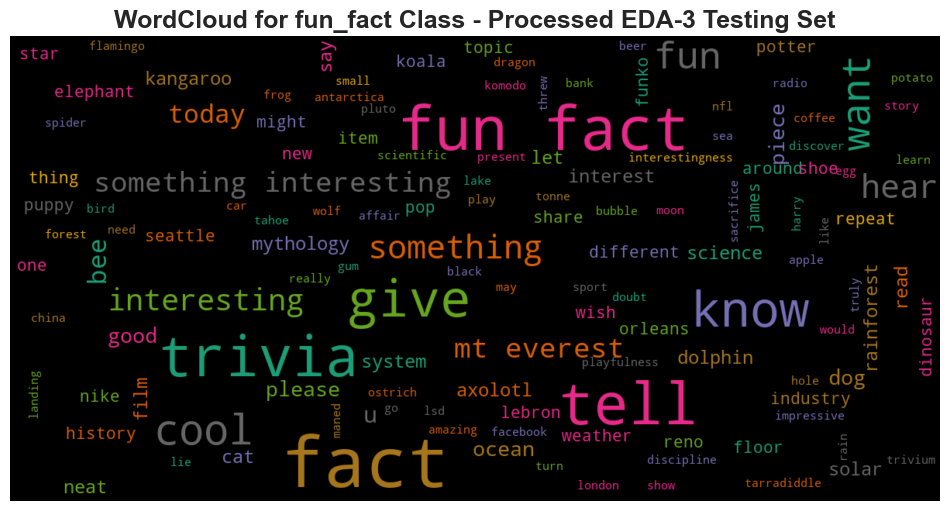 WordCloud for fun_fact Class - Processed EDA-3 Testing Set
flamingo
star
say
topic
koala
dragon
beer
fun
potter
kangaroo
elephant
small
komodo
threw
bank
funko
radio
want
potato
frog
antarctica
pluto
today
might
spider
fun fact
nfl
piece
coffee
story
item
sea
discover
new
scientific
present
let
interestingness
around
shoe
egg
learn
thing
something interesting
lake
interest
hear
puppy
bird
car
wolf
affair
pop
play
tonne
share
bubble
moon
sacrifice
james
harry
like
repeat
tahoe
forest
need
seattle
bee
mythology
something
different
science
apple
one
gum
black
really
interesting
give
may
sport
doubt
know
truly
rainforest
read
dinosaur
wish
orleans
would
china
good
trivia
system
mt everest
playfulness
dolphin
landing
nike
film
please
ostrich
axolotl
hole
dog
industry
history
cool
maned
u
go
lsd
lebron
tell
impressive
amazing
facebook
weather
reno
floor
rain
trivium
lie
cat
fact
ocean
turn
discipline
solar
neat
london
show
tarradiddle